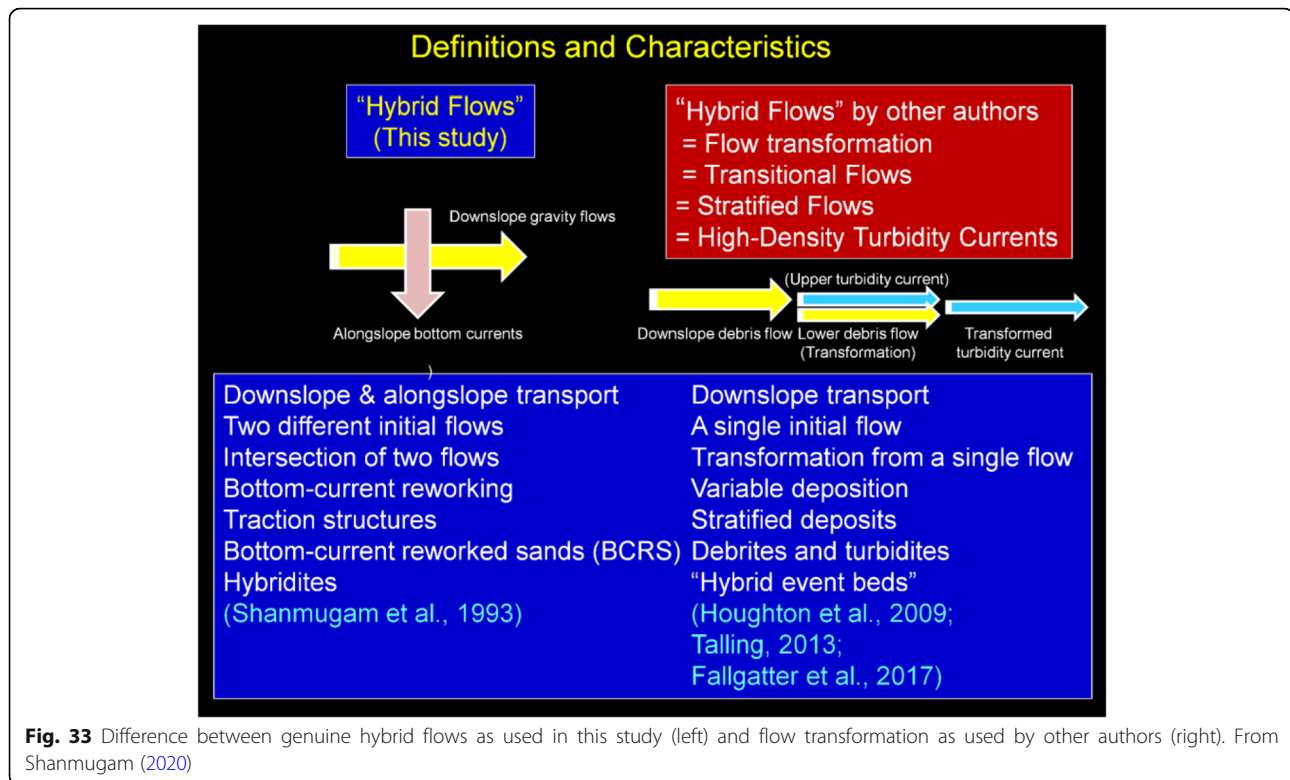 Definitions and Characteristics
“Hybrid Flows”
(This study)
Downslope gravity flows
Alongslope bottom currents
)
“Hybrid Flows” by other authors
= Flow transformation
= Transitional Flows
= Stratified Flows
= High-Density Turbidity Currents
(Upper turbidity current)
Downslope debris flow
Lower debris flow
(Transformation)
Transformed
turbidity current
Downslope & alongslope transport
Two different initial flows
Intersection of two flows
Bottom-current reworking
Traction structures
Bottom-current reworked sands (BCRS)
Hybridites
(Shanmugam et al., 1993)
Downslope transport
A single initial flow
Transformation from a single flow
Variable deposition
Stratified deposits
Debrites and turbidites
“Hybrid event beds”
(Houghton et al., 2009;
Talling, 2013;
Fallgatter et al., 2017)
Fig. 33 Difference between genuine hybrid flows as used in this study (left) and flow transformation as used by other authors (right). From
Shanmugam (2020)